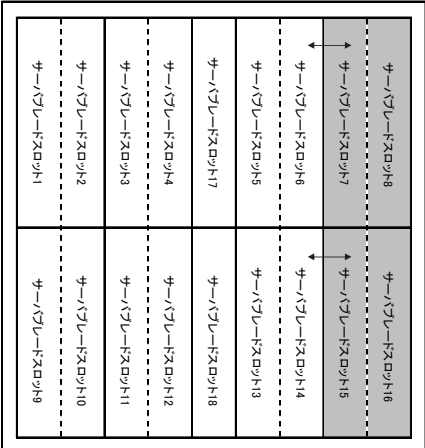 サーバブレードスロット1
サーバブレードスロット2
サーバブレードスロット3
サーバブレードスロット4
サーバブレードスロット17
サーバブレードスロット5
サーバブレードスロット6
サーバブレードスロット7
サーバブレードスロット8
サーバブレードスロット9
サーバブレードスロット10
サーバブレードスロット11
サーバブレードスロット12
サーバブレードスロット18
サーバブレードスロット13
サーバブレードスロット14
サーバブレードスロット15
サーバブレードスロット16